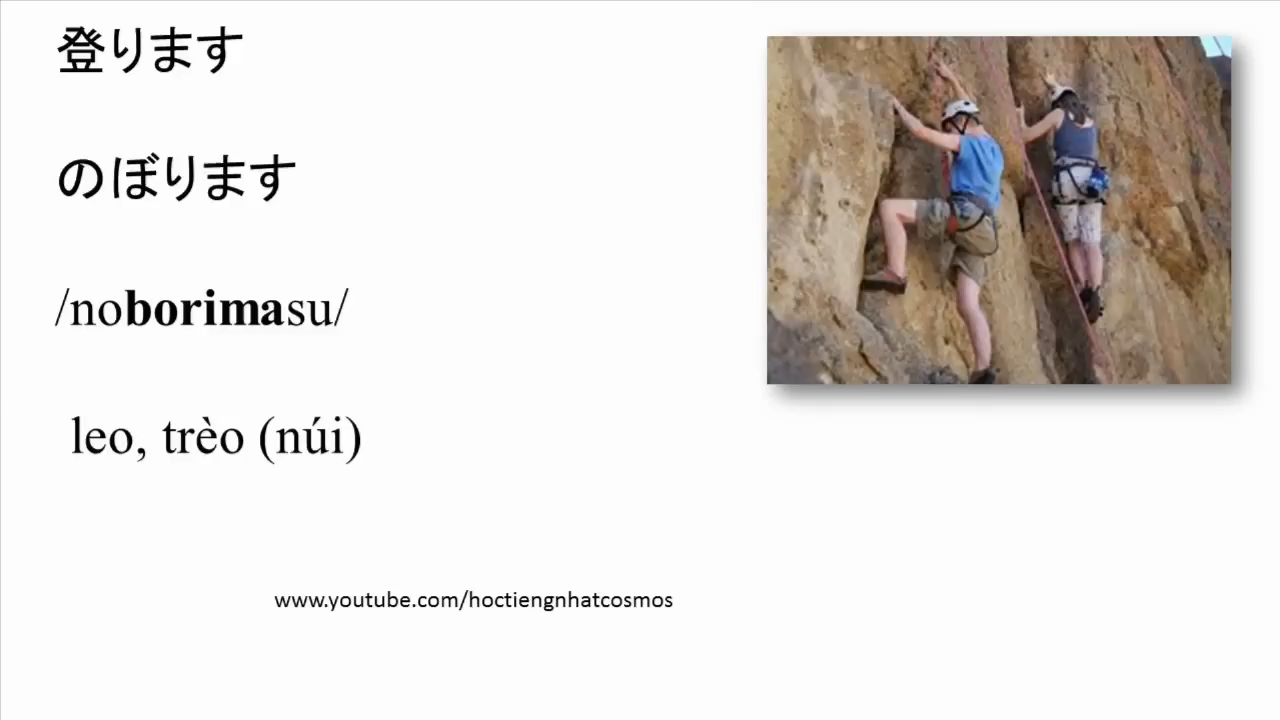 登ります
のぼります
/noborimasu/
leo, trèo (núi)
www.youtube.com/hoctiengnhatcosmos